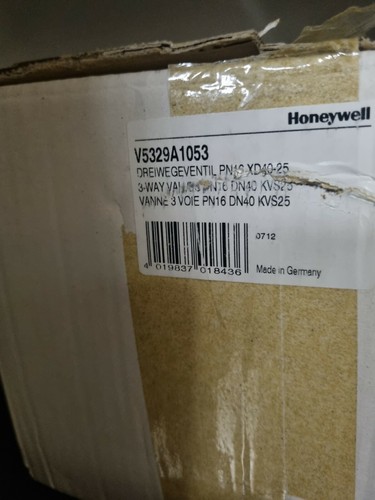 Honeywell
V5329A1053
DREIWEGEVENTIL PN16 XD40-25
3-WAY PN16 DN40 KVS25
VANNE 3 VOIE PN16 DN40 KVS25
0712
4 019837 018436
Made in Germany